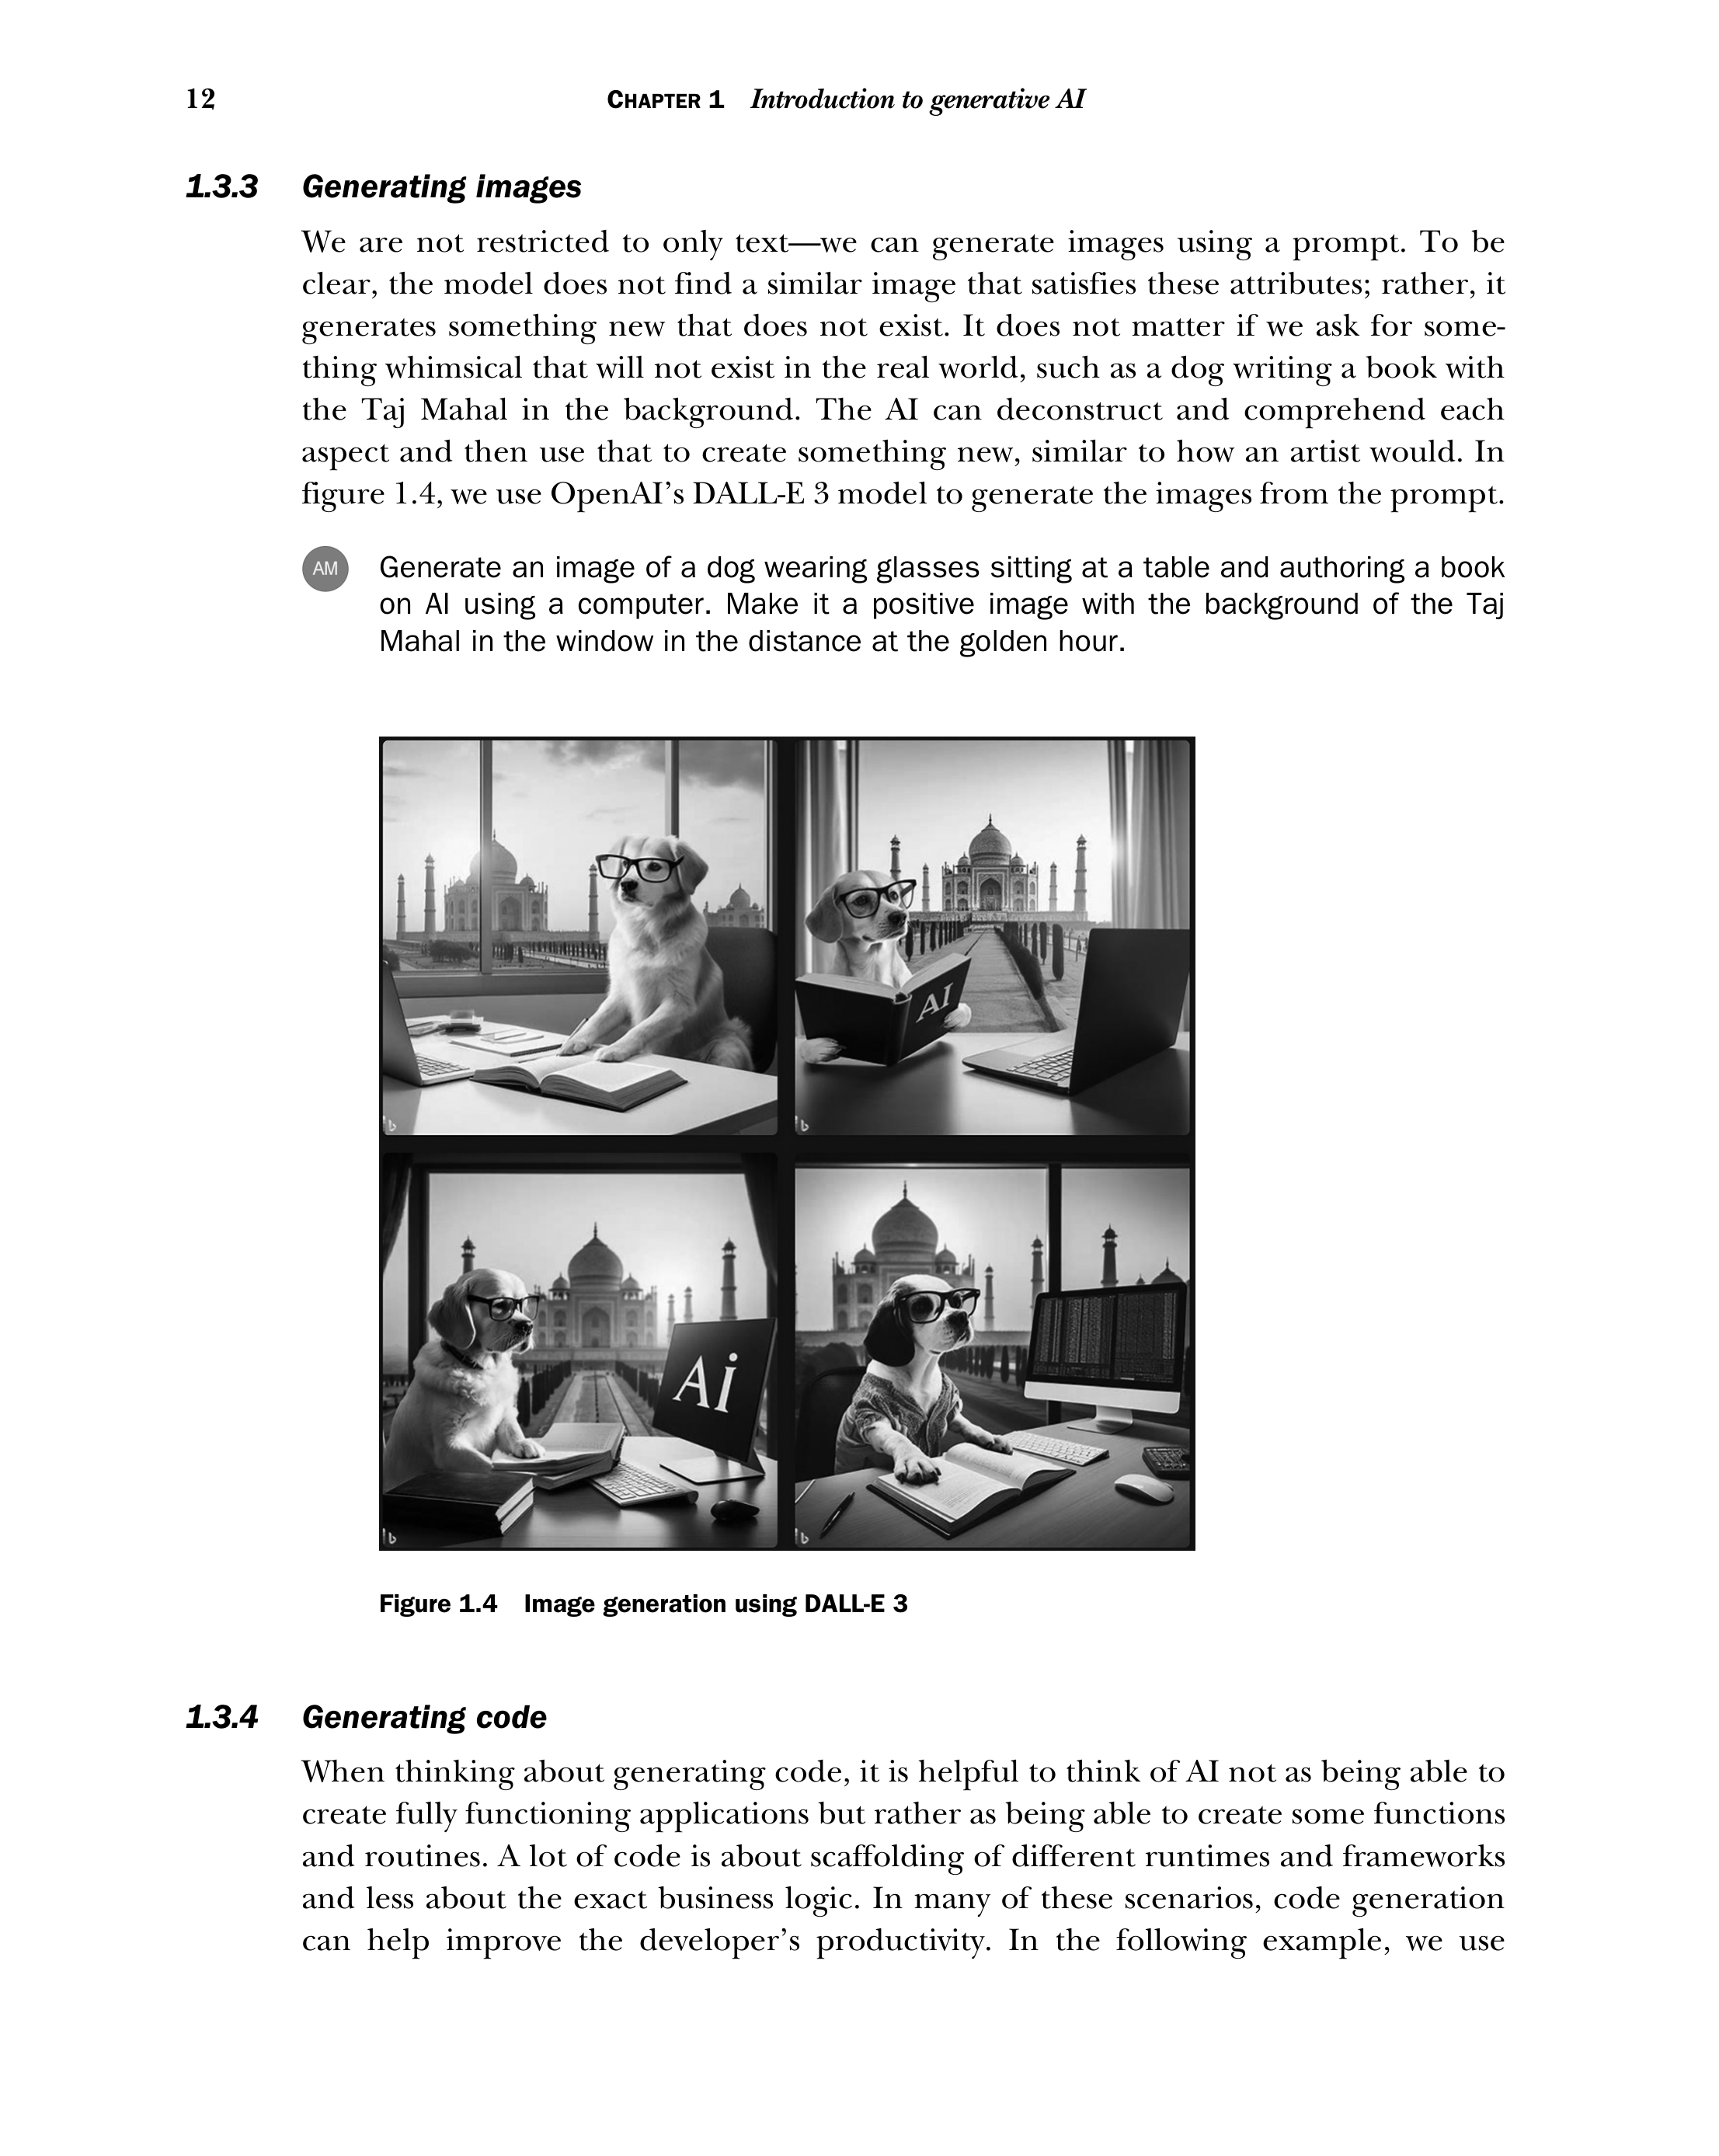 12
CHAPTER 1 Introduction to generative AI
1.3.3 Generating images
We are not restricted to only text—we can generate images using a prompt. To be
clear, the model does not find a similar image that satisfies these attributes; rather, it
generates something new that does not exist. It does not matter if we ask for some-
thing whimsical that will not exist in the real world, such as a dog writing a book with
the Taj Mahal in the background. The AI can deconstruct and comprehend each
aspect and then use that to create something new, similar to how an artist would. In
figure 1.4, we use OpenAI’s DALL-E 3 model to generate the images from the prompt.
AM
Generate an image of a dog wearing glasses sitting at a table and authoring a book
on AI using a computer. Make it a positive image with the background of the Taj
Mahal in the window in the distance at the golden hour.
AI
Ai
Figure 1.4 Image generation using DALL-E 3
1.3.4 Generating code
When thinking about generating code, it is helpful to think of AI not as being able to
create fully functioning applications but rather as being able to create some functions
and routines. A lot of code is about scaffolding of different runtimes and frameworks
and less about the exact business logic. In many of these scenarios, code generation
can help improve the developer’s productivity. In the following example, we use